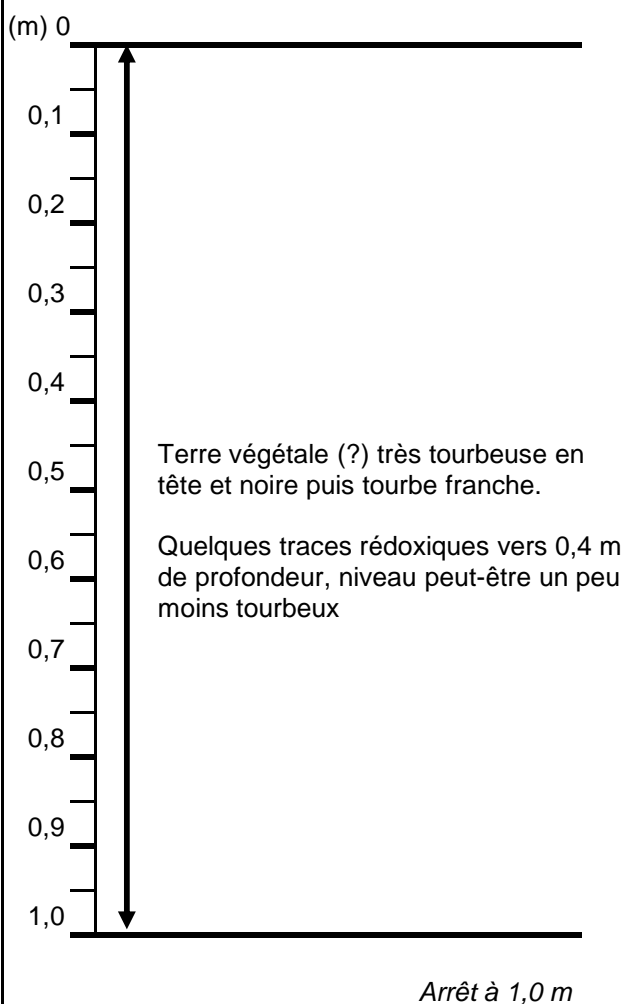 (m) 0
0,1
0,2
0,3
0,4
Terre végétale (?) très tourbeuse en
0,5
tête et noire puis tourbe franche.
Quelques traces rédoxiques vers 0,4 m
0,6
de profondeur, niveau peut-être un peu
moins tourbeux
0,7
0,8
0,9
1,0
Arrêt à 1,0 m